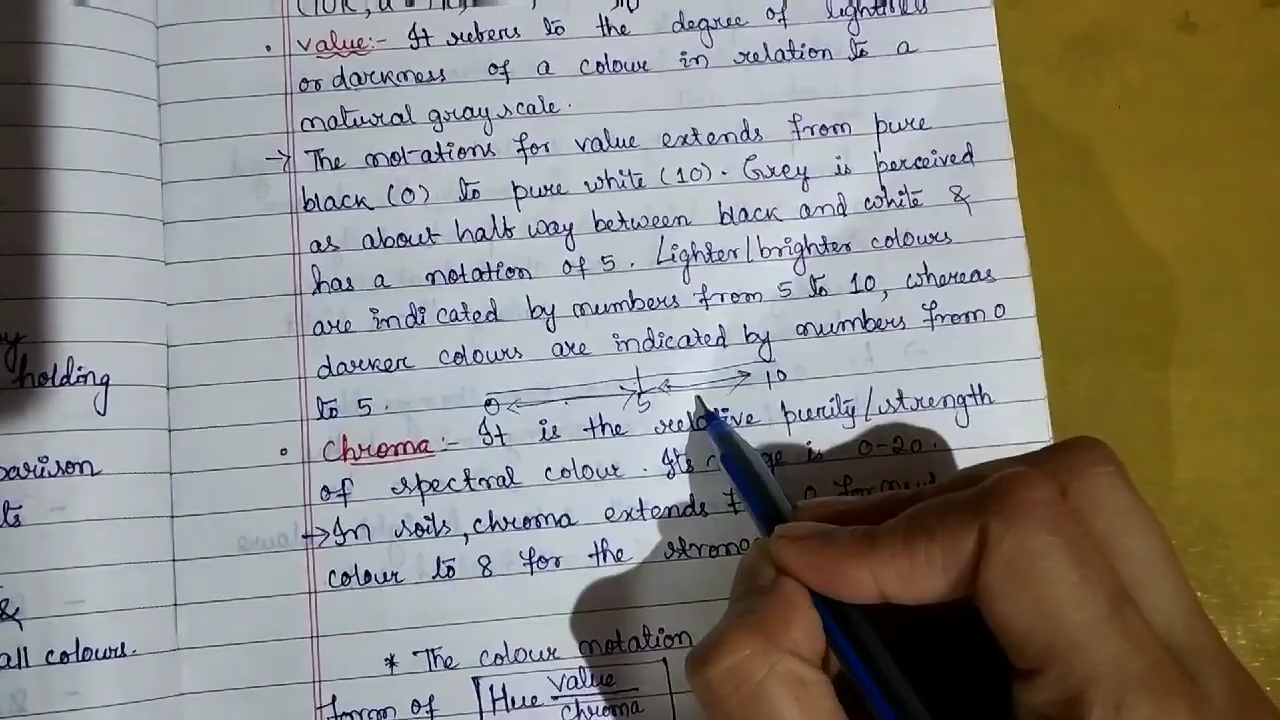 • Value:- It refers to the degree of lightness
or darkness of a colour in relation to a
natural gray scale.
→ The notations for value extends from pure
black (0) to pure white (10). Grey is perceived
as about half way between black and white &
has a notation of 5. Lighter/brighter colours
are indicated by numbers from 5 to 10, whereas
darker colours are indicated by numbers from 0
to 5. 0 5 10
• Chroma:- It is the relative purity/strength
of spectral colour. Its is 0-20.
→ In soils, chroma extends
colour to 8 for the
* The colour notation
form of Hue Value
Chroma
holding
&
all colours.